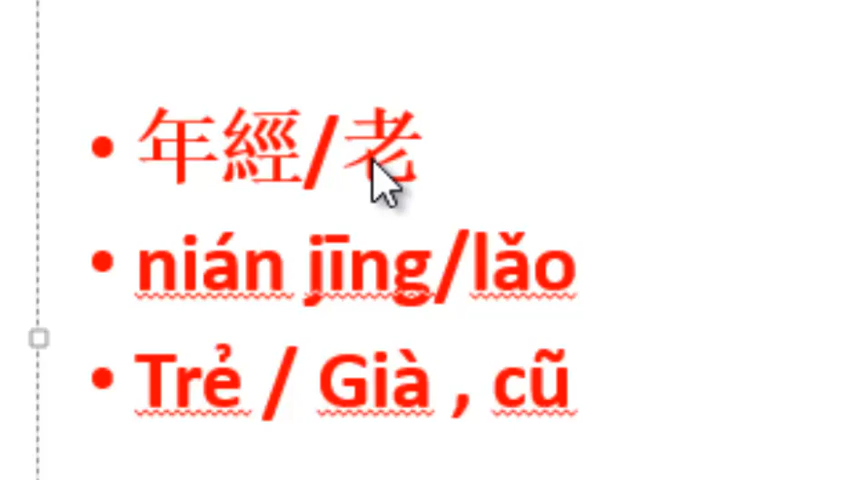 • 年經/老
• nián jīng/lǎo
• Trẻ / Già , cũ